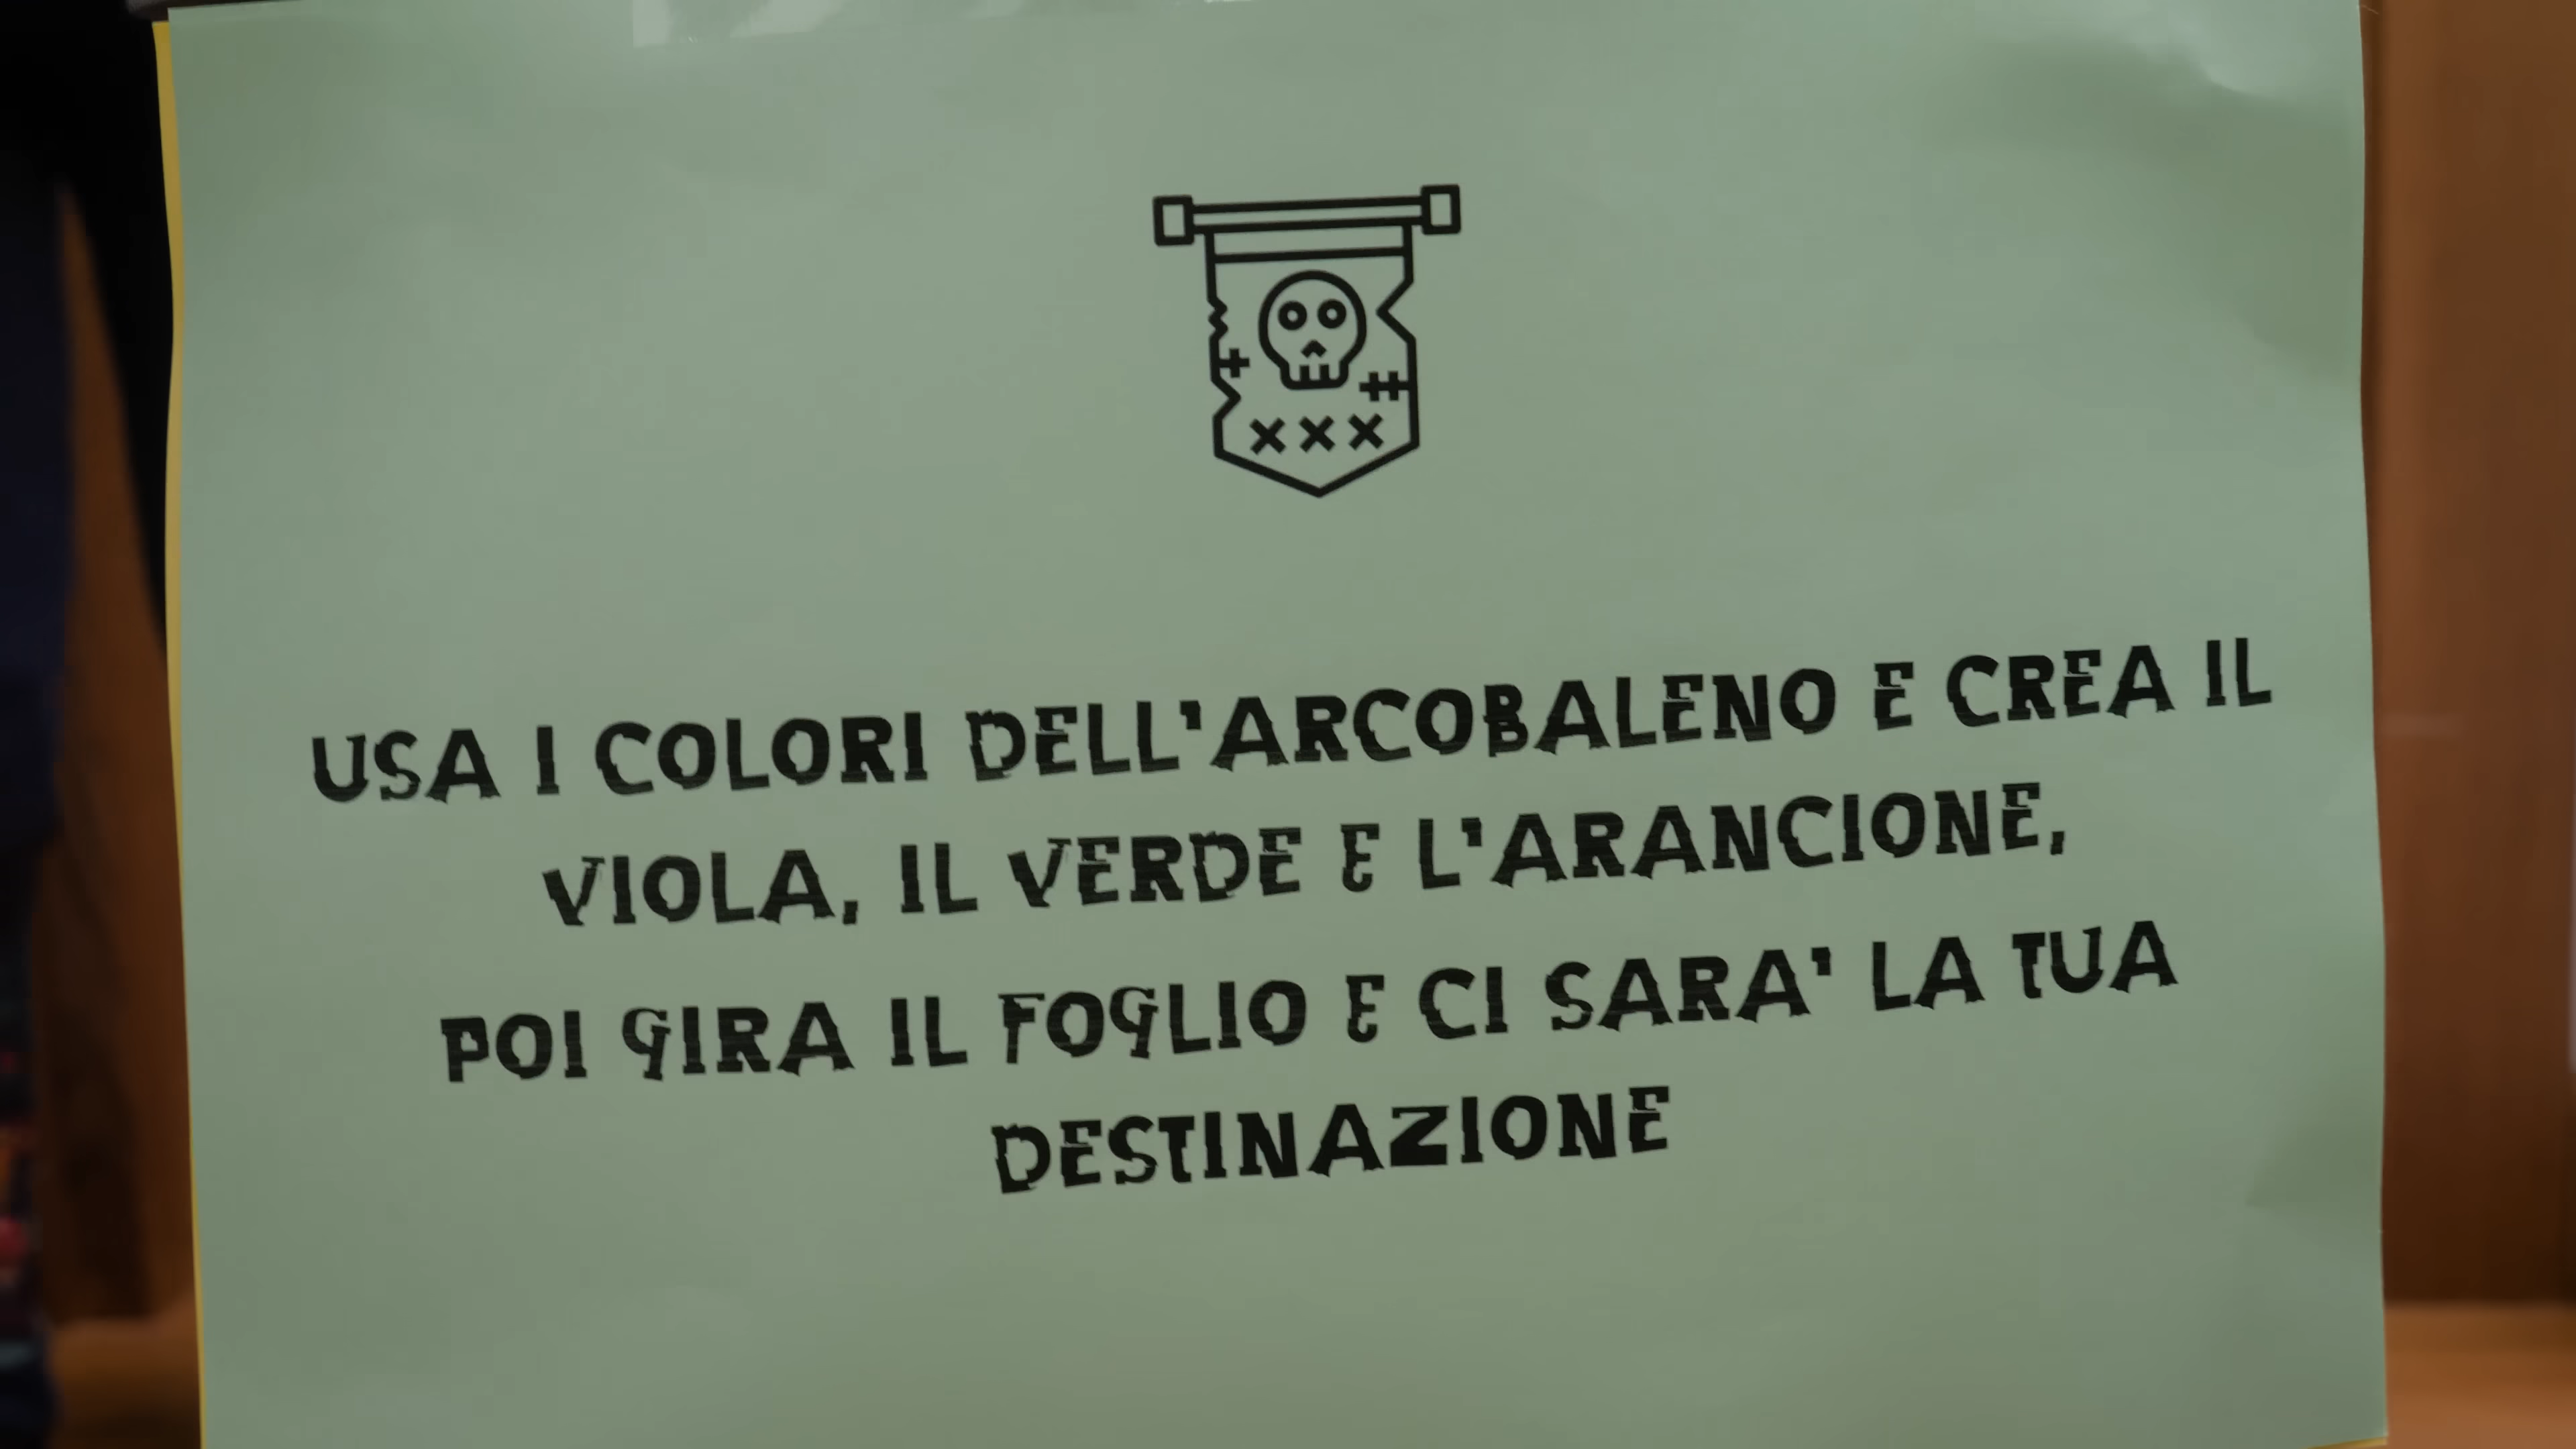 USA I COLORI DELL'ARCOBALENO E CREA IL
VIOLA, IL VERDE E L'ARANCIONE,
POI GIRA IL FOGLIO E CI SARA' LA TUA
DESTINAZIONE